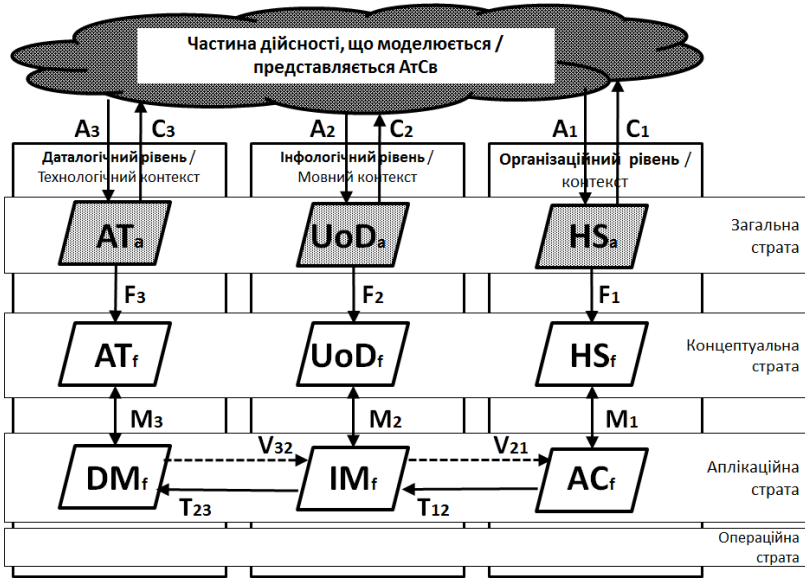 Частина дійсності, що моделюється /
представляється АтСв
A3 C3 A2 C2 A1 C1
Даталогічний рівень /
Технологічний контекст
Інфологічний рівень /
Мовний контекст
Організаційний рівень /
контекст
ATa UoDa HSa
Загальна
страта
F3 F2 F1
ATf UoDf HSf
Концептуальна
страта
M3 M2 M1
V32 V21
DMf IMf ACf
Аплікаційна
страта
T23 T12
Операційна
страта